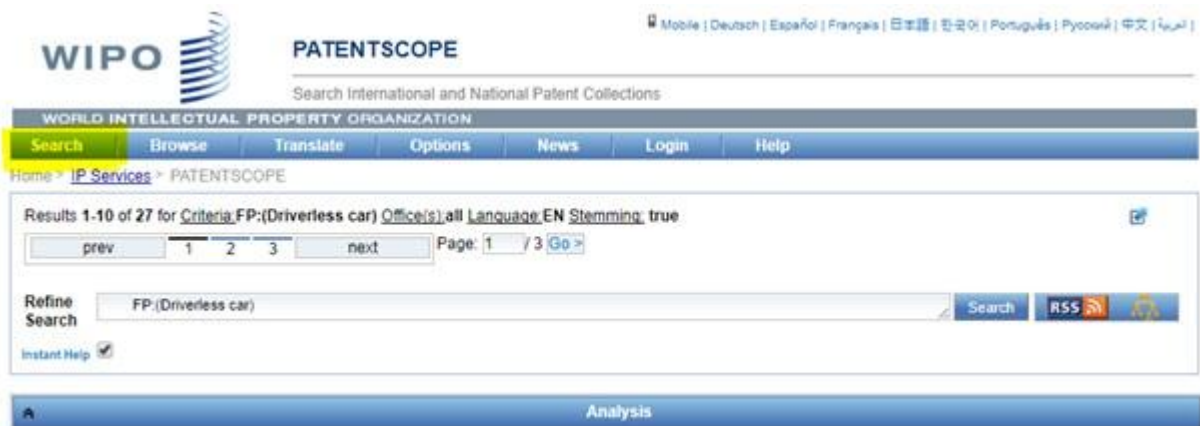 Mobile | Deutsch | Español | Français | 日本語 | 한국어 | Português | Русский | 中文 | العربية |
WIPO
PATENTSCOPE
Search International and National Patent Collections
WORLD INTELLECTUAL PROPERTY ORGANIZATION
Search Browse Translate Options News Login Help
Home > IP Services > PATENTSCOPE
Results 1-10 of 27 for Criteria:FP:(Driverless car) Office(s):all Language:EN Stemming: true
prev 1 2 3 next Page: 1 / 3 Go >
Refine Search FP:(Driverless car) Search RSS
Instant Help
Analysis